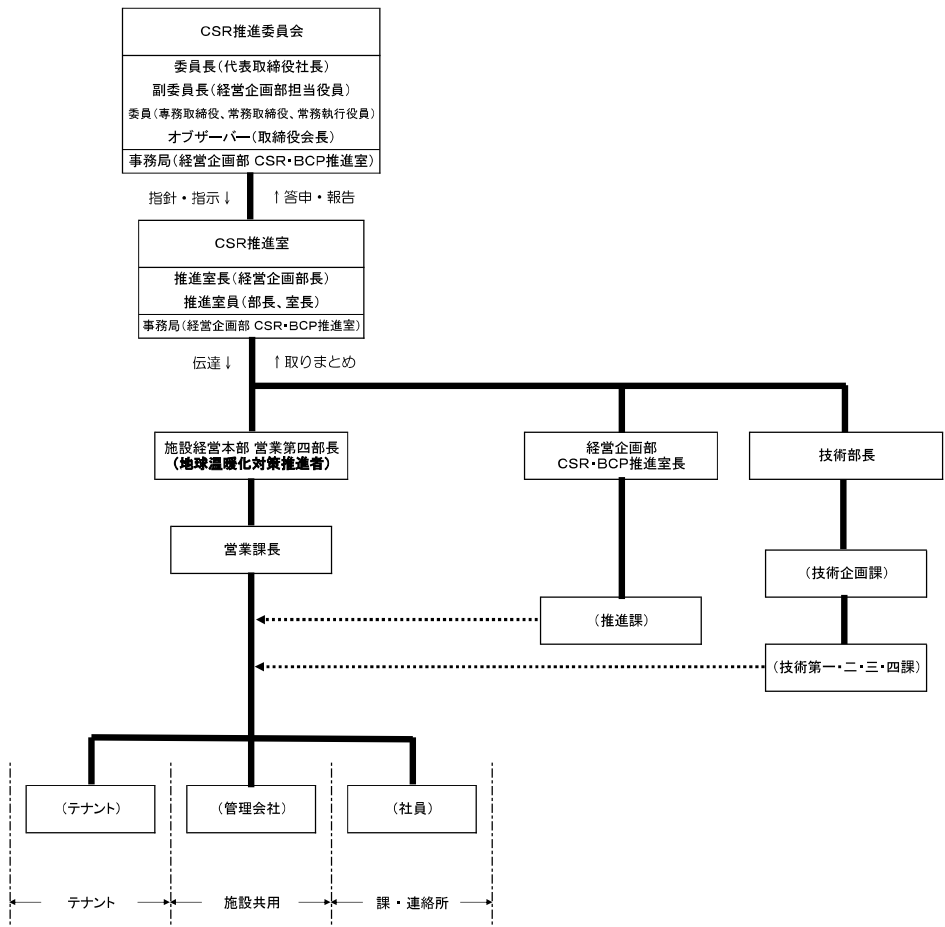 CSR推進委員会
委員長(代表取締役社長)
副委員長(経営企画部担当役員)
委員(専務取締役、常務取締役、常務執行役員)
オブザーバー(取締役会長)
事務局(経営企画部 CSR・BCP推進室)
指針・指示↓ ↑答申・報告
CSR推進室
推進室長(経営企画部長)
推進室員(部長、室長)
事務局(経営企画部 CSR・BCP推進室)
伝達↓ ↑取りまとめ
施設経営本部 営業第四部長
(地球温暖化対策推進者)
経営企画部
CSR・BCP推進室長
技術部長
営業課長
(技術企画課)
(推進課)
(技術第一・二・三・四課)
(テナント)
(管理会社)
(社員)
テナント
施設共用
課・連絡所